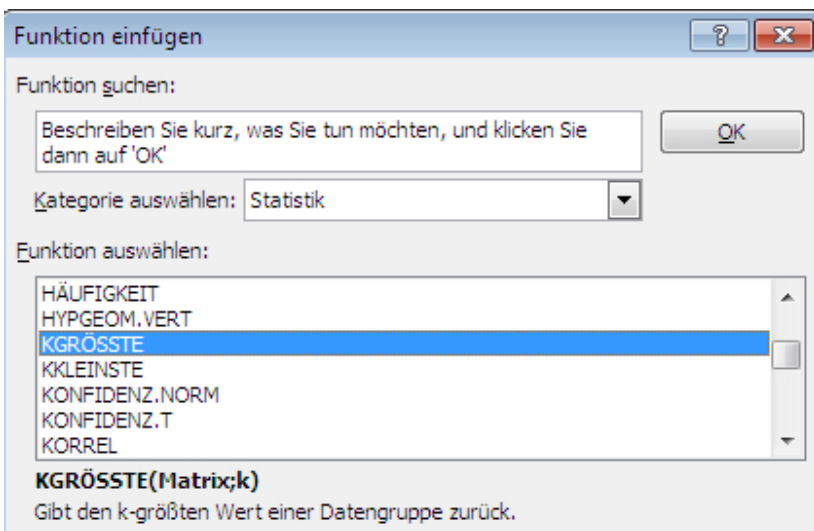 Funktion einfügen
Funktion suchen:
Beschreiben Sie kurz, was Sie tun möchten, und klicken Sie
dann auf 'OK'
OK
Kategorie auswählen: Statistik
Funktion auswählen:
HÄUFIGKEIT
HYPGEOM.VERT
KGRÖSSTE
KKLEINSTE
KONFIDENZ.NORM
KONFIDENZ.T
KORREL
KGRÖSSTE(Matrix;k)
Gibt den k-größten Wert einer Datengruppe zurück.